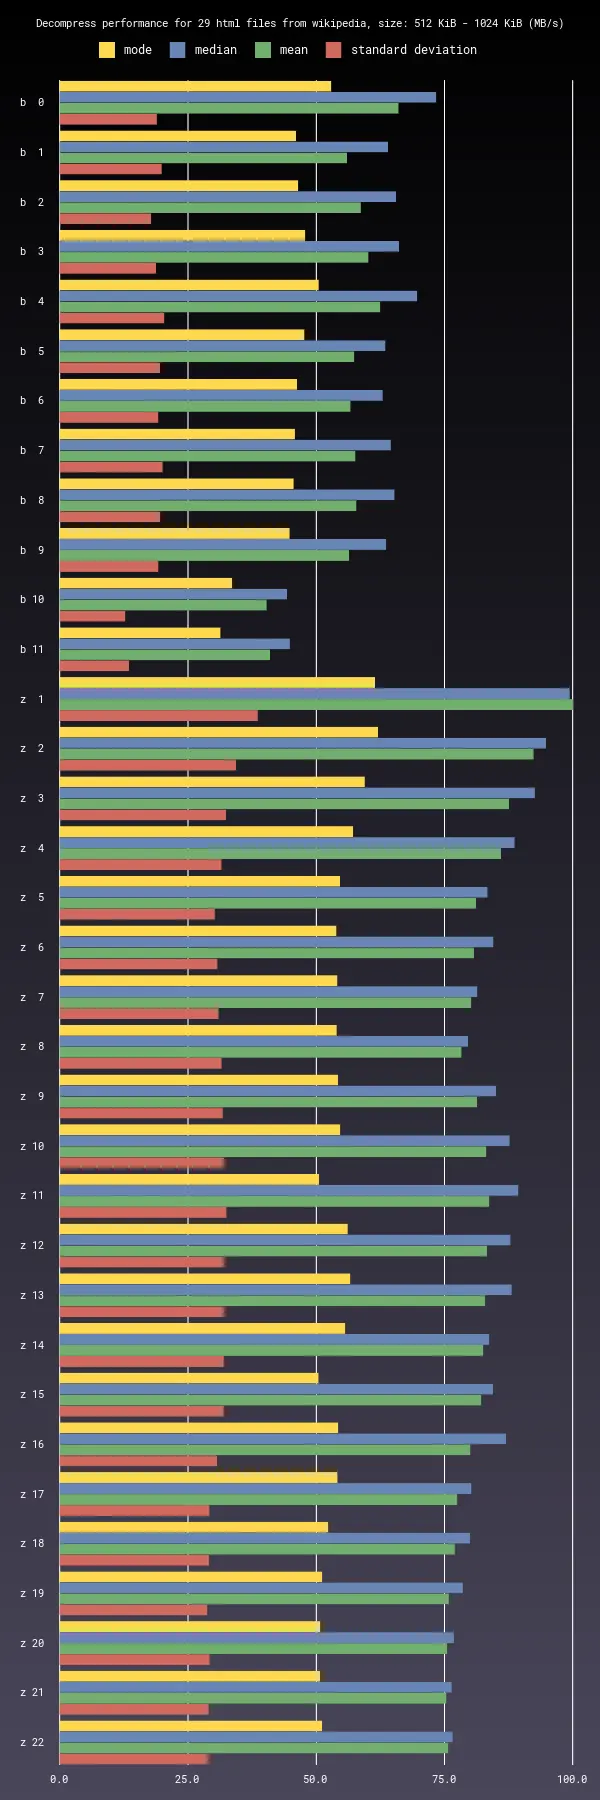 Decompress performance for 29 html files from wikipedia, size: 512 KiB - 1024 KiB (MB/s)
mode median mean standard deviation
b 0
b 1
b 2
b 3
b 4
b 5
b 6
b 7
b 8
b 9
b 10
b 11
z 1
z 2
z 3
z 4
z 5
z 6
z 7
z 8
z 9
z 10
z 11
z 12
z 13
z 14
z 15
z 16
z 17
z 18
z 19
z 20
z 21
z 22
0.0 25.0 50.0 75.0 100.0